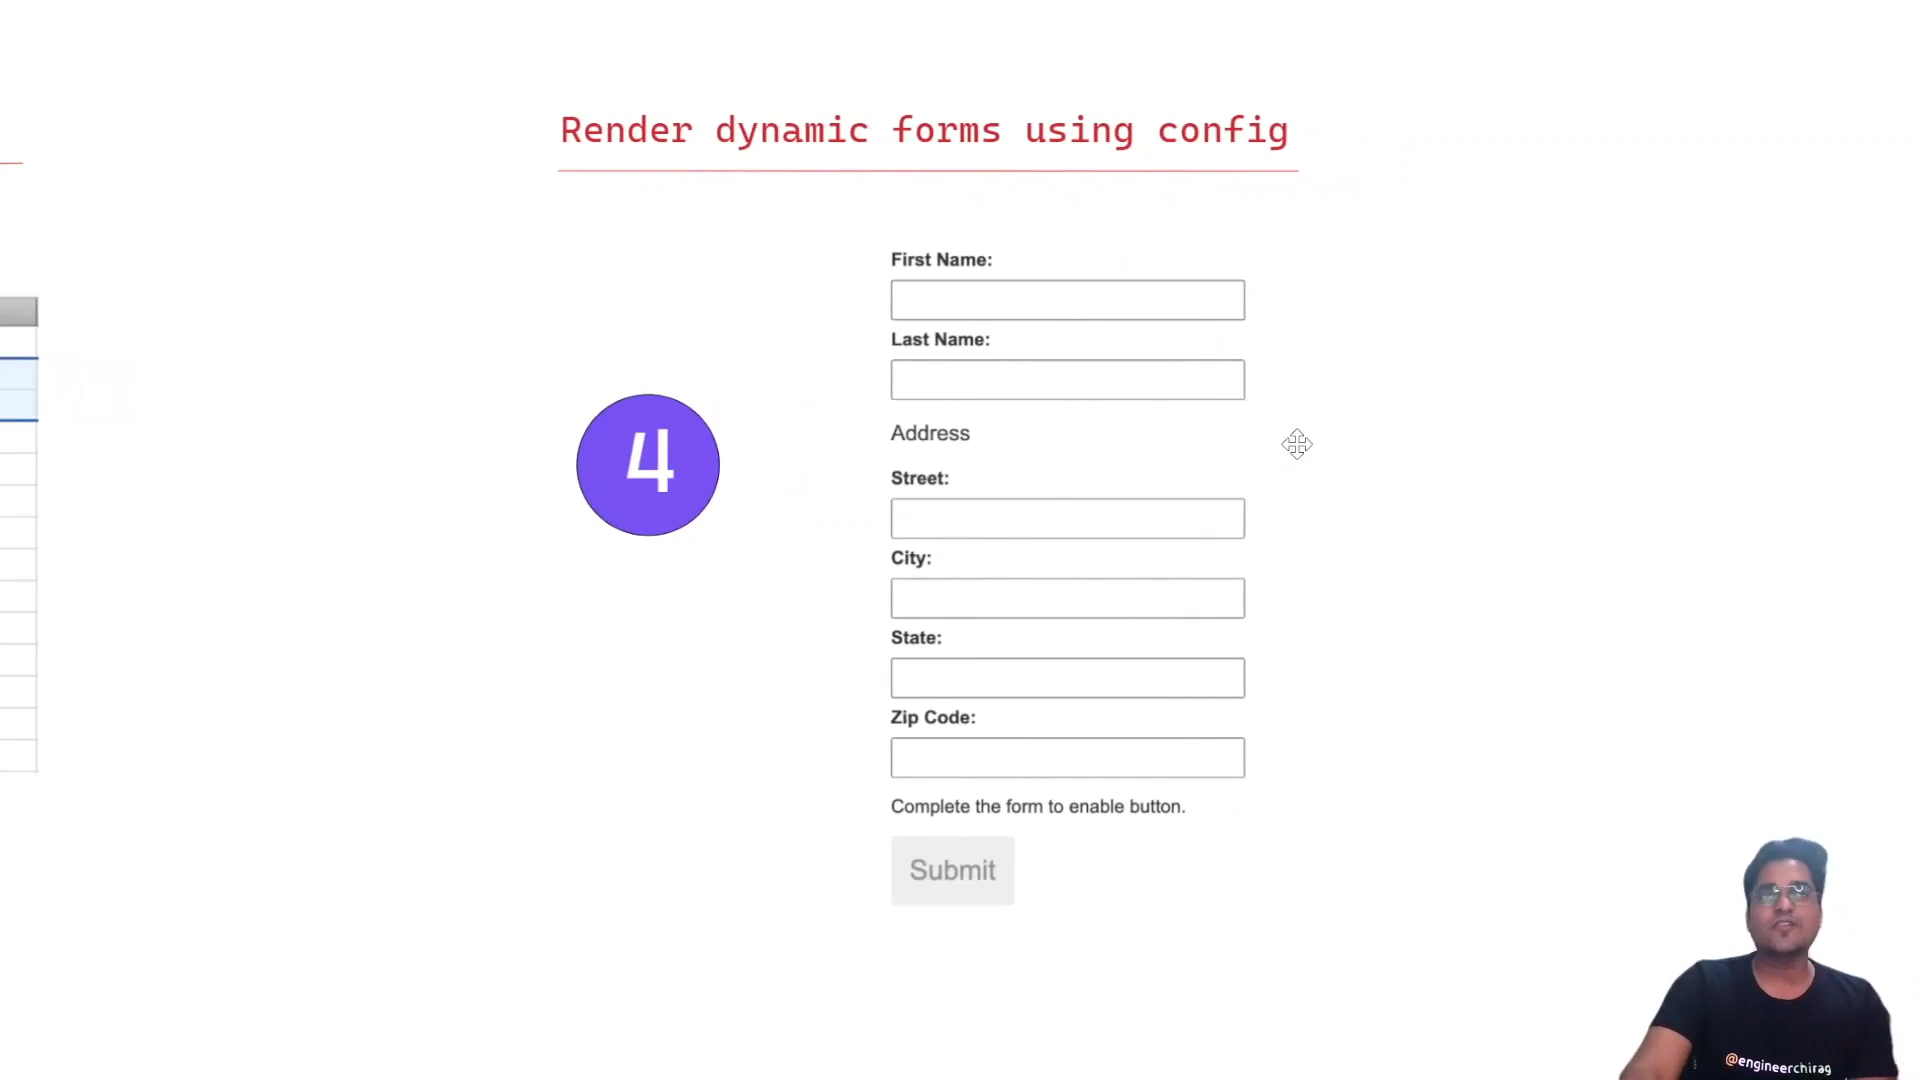 Render dynamic forms using config
First Name:
Last Name:
4
Address
Street:
City:
State:
Zip Code:
Complete the form to enable button.
Submit
@engineerchirag